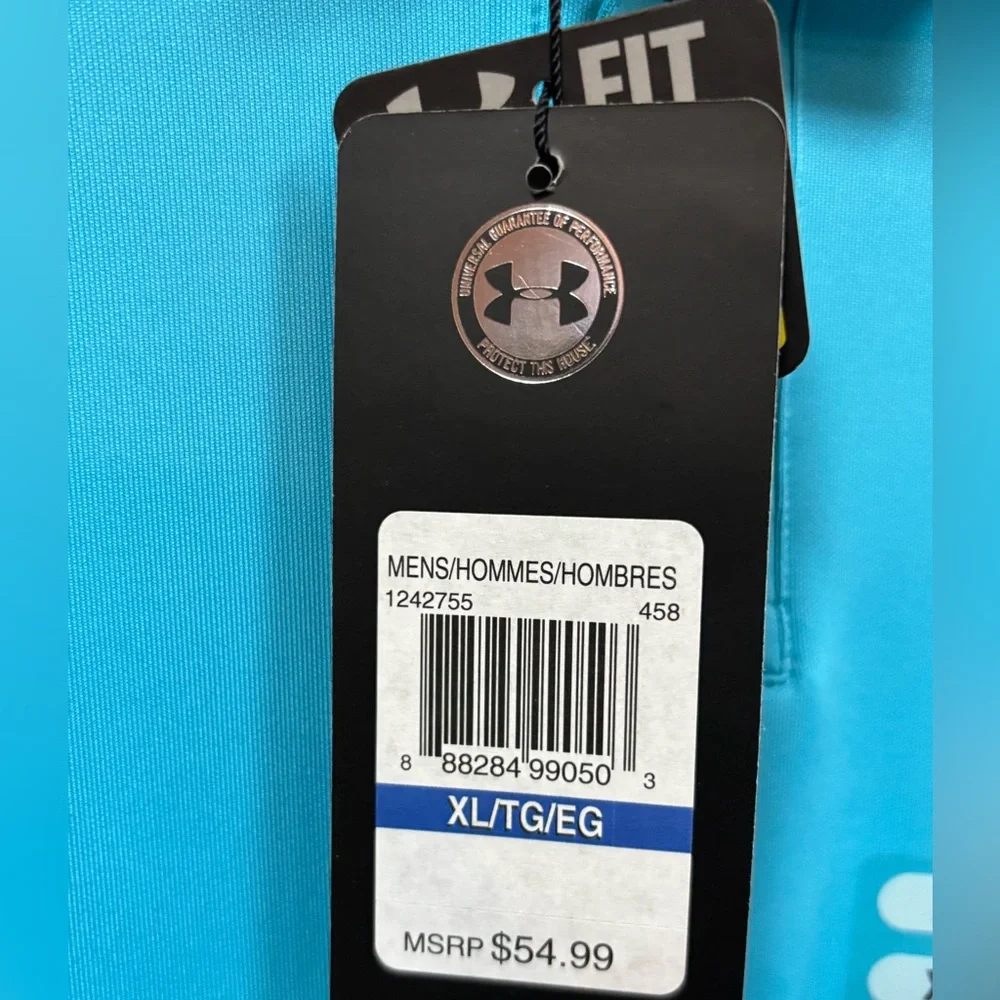 FIT
UNIVERSAL GUARANTEE OF PERFORMANCE.
PROTECT THIS HOUSE.
MENS/HOMMES/HOMBRES
1242755 458
8 88284 99050 3
XL/TG/EG
MSRP $54.99